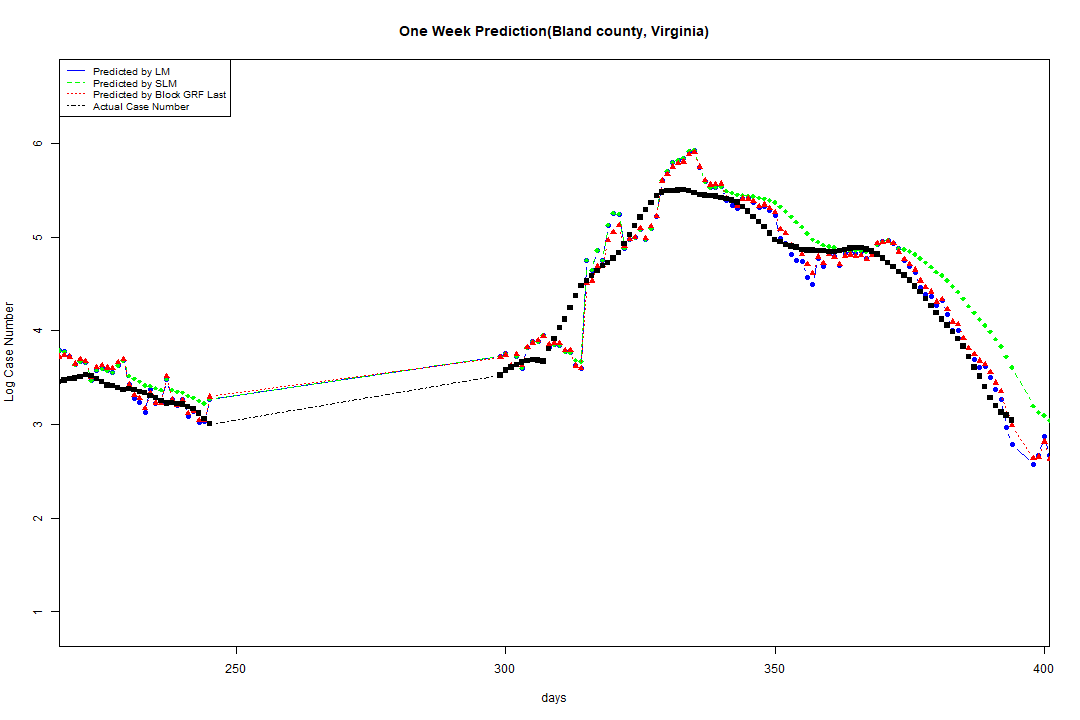 One Week Prediction(Bland county, Virginia)
Predicted by LM
Predicted by SLM
Predicted by Block GRF Last
Actual Case Number
6
5
4
3
2
1
Log Case Number
250 300 350 400
days